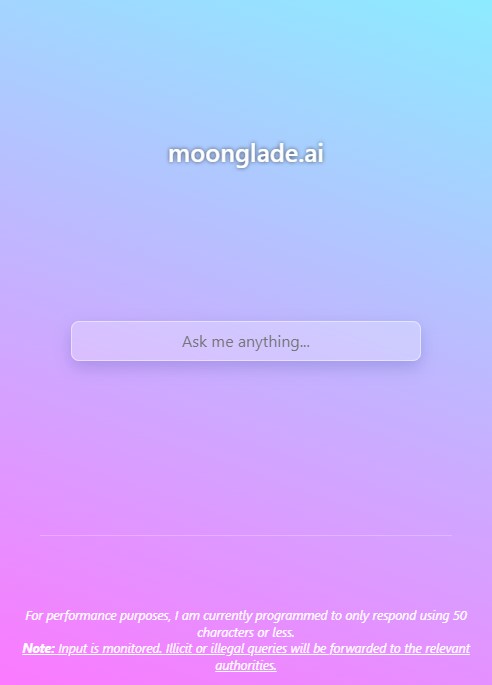 moonglade.ai
Ask me anything...
For performance purposes, I am currently programmed to only respond using 50
characters or less.
Note: Input is monitored. Illicit or illegal queries will be forwarded to the relevant
authorities.